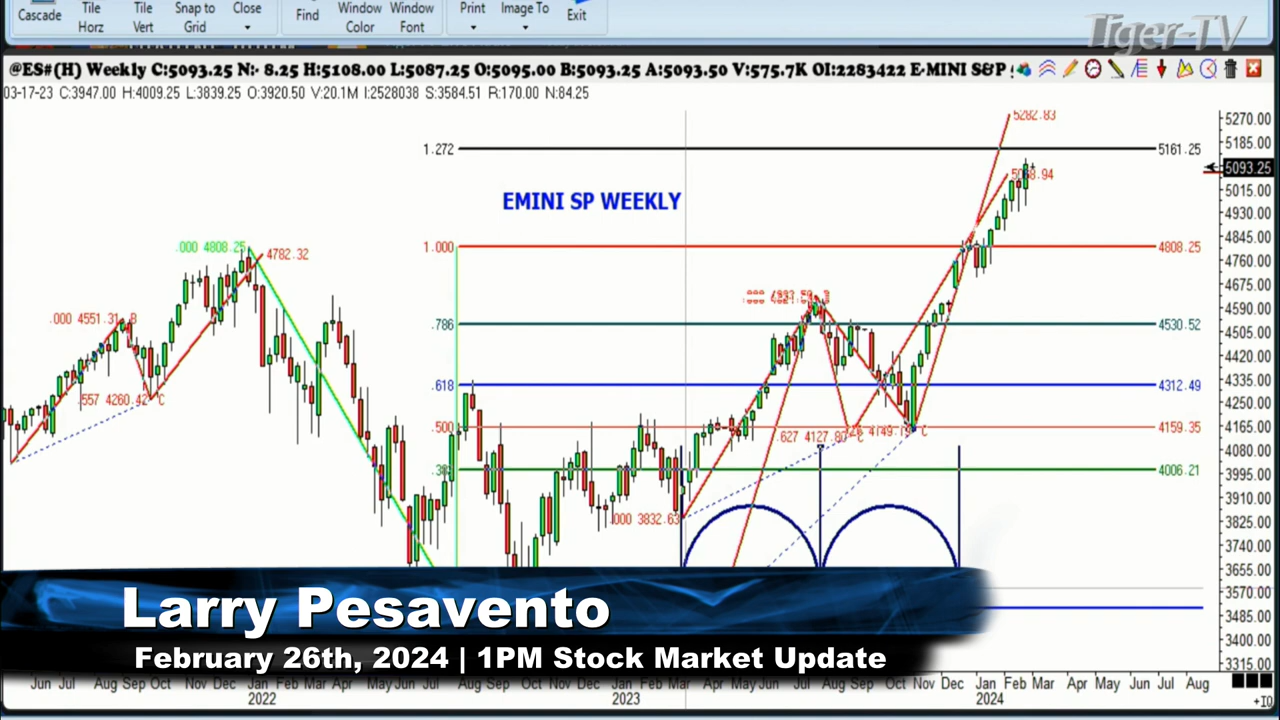 Cascade
Tile Horz
Tile Vert
Snap to Grid
Close
Find
Window Color
Window Font
Print
Image To
Exit
Tiger-TV
@ES#(H) Weekly C:5093.25 N:- 8.25 H:5108.00 L:5087.25 O:5095.00 B:5093.25 A:5093.50 V:575.7K OI:2283422 E-MINI S&P
03-17-23 C:3947.00 H:4009.25 L:3839.25 O:3920.50 V:20.1M I:2528038 S:3584.51 R:170.00 N:84.25
5282.83
5270.00
1.272
5161.25
5185.00
5093.25
5015.00
EMINI SP WEEKLY
4930.00
.000 4808.25
4782.32
1.000
4808.25
4845.00
4760.00
4675.00
4590.00
.000 4551.31 B
.786
4530.52
4505.00
4420.00
.618
4312.49
4335.00
.557 4260.42 C
4250.00
.500
4159.35
4165.00
.627 4127.80
4149.79 C
4080.00
4006.21
3995.00
3910.00
.000 3832.63
3825.00
3740.00
3655.00
3570.00
3485.00
3400.00
3315.00
Larry Pesavento
February 26th, 2024 | 1PM Stock Market Update
Jun Jul Aug Sep Oct Nov Dec Jan Feb Mar Apr May Jun Jul Aug Sep Oct Nov Dec Jan Feb Mar Apr May Jun Jul Aug Sep Oct Nov Dec Jan Feb Mar Apr May Jun Jul Aug
2022
2023
2024
+10